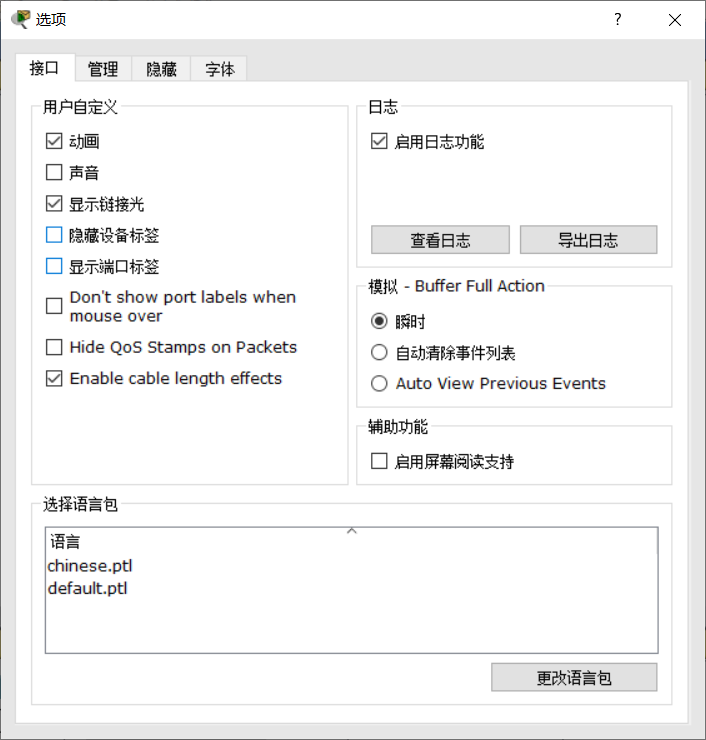 选项
?
接口 管理 隐藏 字体
用户自定义
动画
声音
显示链接光
隐藏设备标签
显示端口标签
Don't show port labels when
mouse over
Hide QoS Stamps on Packets
Enable cable length effects
日志
启用日志功能
查看日志 导出日志
模拟 - Buffer Full Action
瞬时
自动清除事件列表
Auto View Previous Events
辅助功能
启用屏幕阅读支持
选择语言包
语言
chinese.ptl
default.ptl
更改语言包